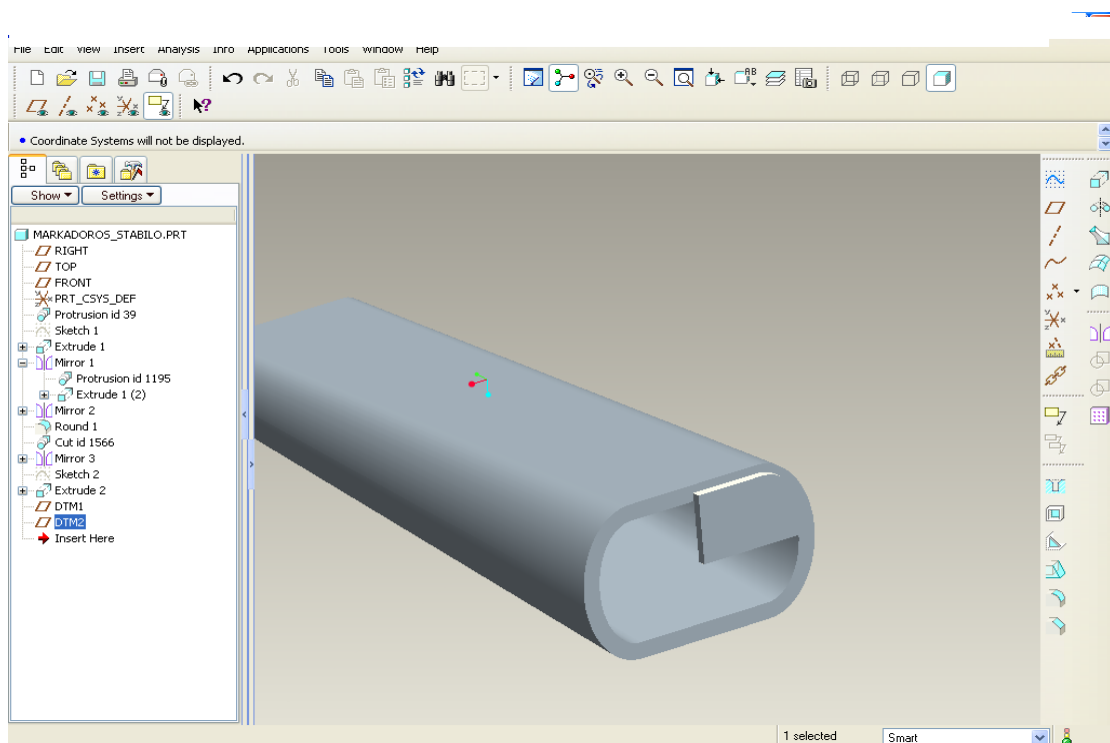 File Edit View Insert Analysis Info Applications Tools Window Help
• Coordinate Systems will not be displayed.
Show Settings
MARKADOROS_STABILO.PRT
RIGHT
TOP
FRONT
PRT_CSYS_DEF
Protrusion id 39
Sketch 1
Extrude 1
Mirror 1
Protrusion id 1195
Extrude 1 (2)
Mirror 2
Round 1
Cut id 1566
Mirror 3
Sketch 2
Extrude 2
DTM1
DTM2
Insert Here
1 selected Smart